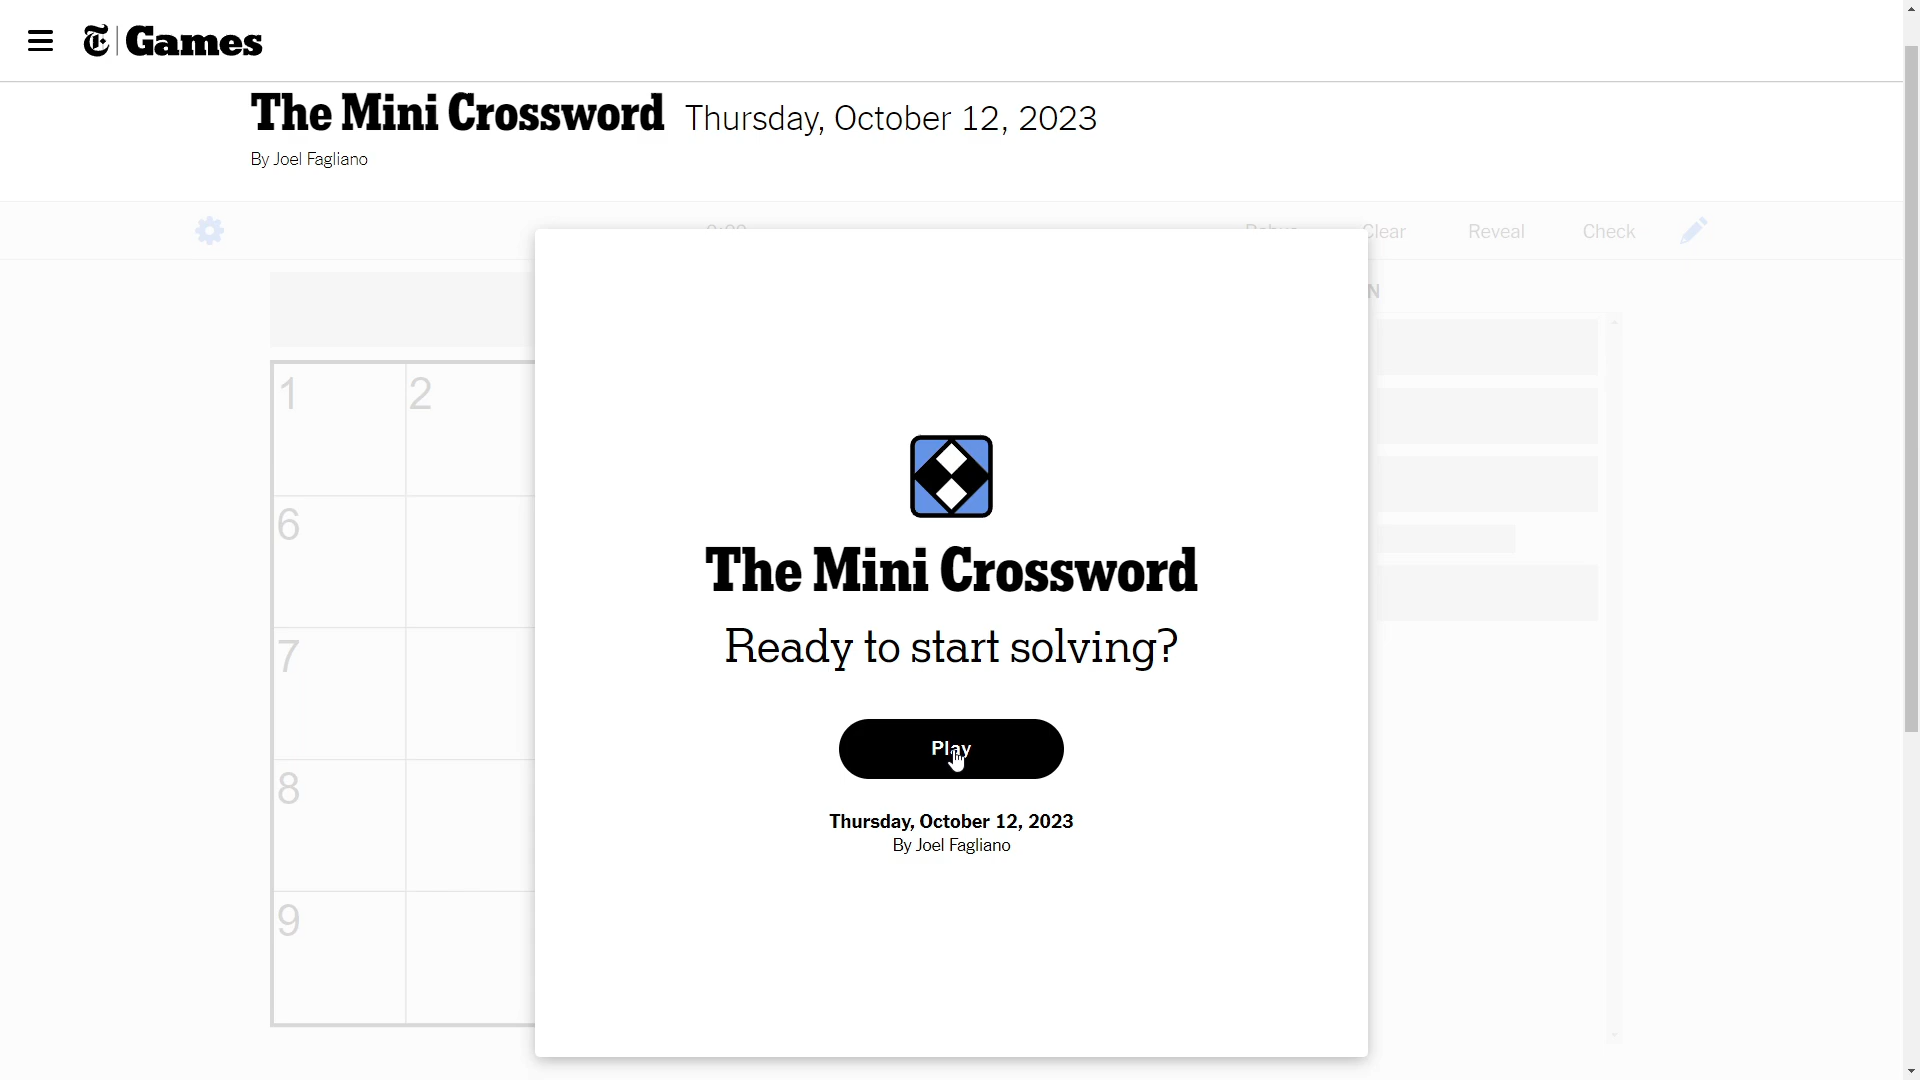 Games
The Mini Crossword Thursday, October 12, 2023
By Joel Fagliano
Clear Reveal Check
1 2
6
7
8
9
The Mini Crossword
Ready to start solving?
Play
Thursday, October 12, 2023
By Joel Fagliano